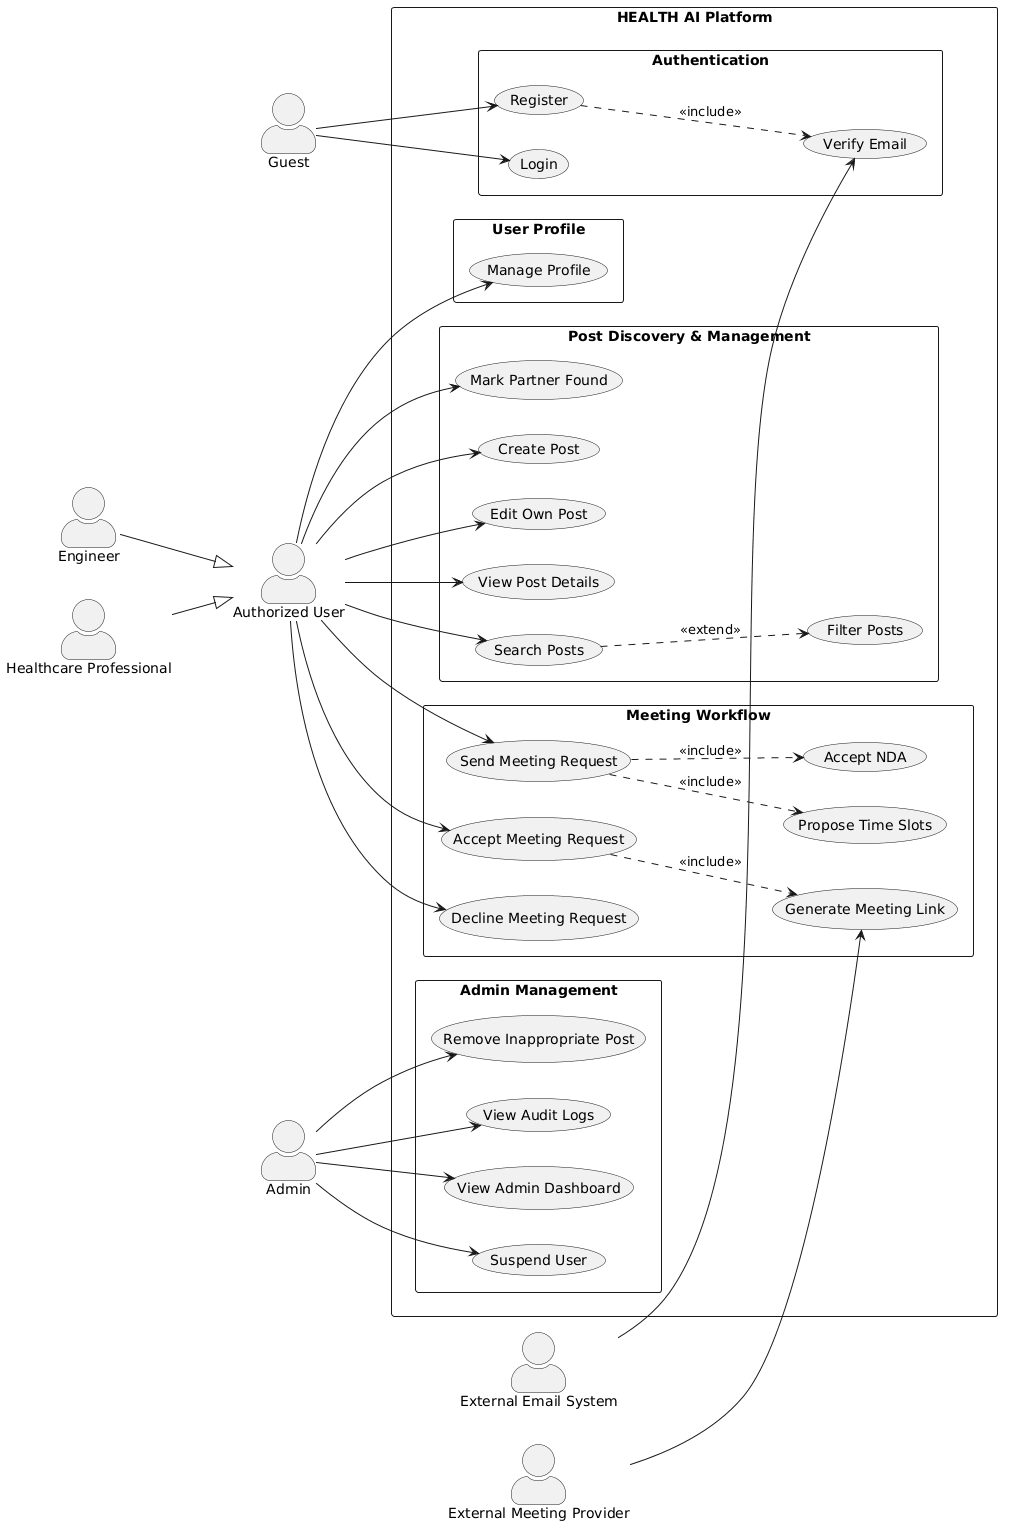 HEALTH AI Platform
Authentication
Register
«include»
Verify Email
Login
Guest
User Profile
Manage Profile
Post Discovery & Management
Mark Partner Found
Create Post
Edit Own Post
View Post Details
Search Posts
«extend»
Filter Posts
Engineer
Authorized User
Healthcare Professional
Meeting Workflow
Send Meeting Request
«include»
Accept NDA
«include»
Propose Time Slots
Accept Meeting Request
«include»
Generate Meeting Link
Decline Meeting Request
Admin Management
Remove Inappropriate Post
View Audit Logs
View Admin Dashboard
Suspend User
Admin
External Email System
External Meeting Provider